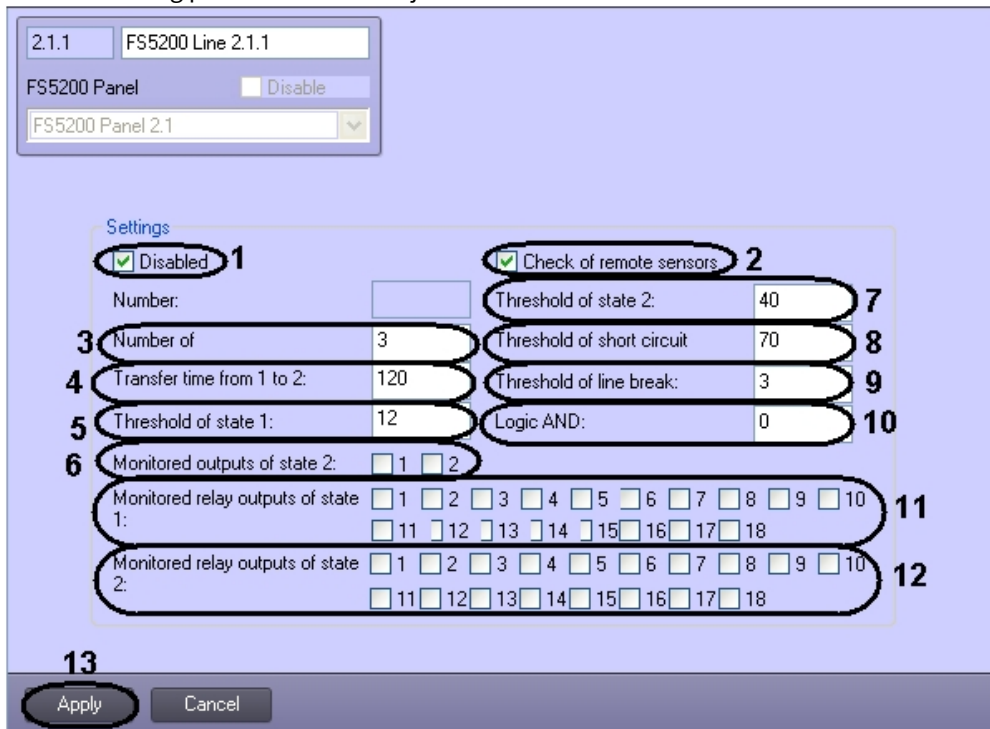 2.1.1 FS5200 Line 2.1.1
FS5200 Panel Disable
FS5200 Panel 2.1
Settings
Disabled 1 Check of remote sensors 2
Number: Threshold of state 2: 40 7
3 Number of 3 Threshold of short circuit 70 8
4 Transfer time from 1 to 2: 120 Threshold of line break: 3 9
5 Threshold of state 1: 12 Logic AND: 0 10
6 Monitored outputs of state 2: 1 2
Monitored relay outputs of state 1 2 3 4 5 6 7 8 9 10 11
1: 11 12 13 14 15 16 17 18
Monitored relay outputs of state 1 2 3 4 5 6 7 8 9 10 12
2: 11 12 13 14 15 16 17 18
13
Apply Cancel